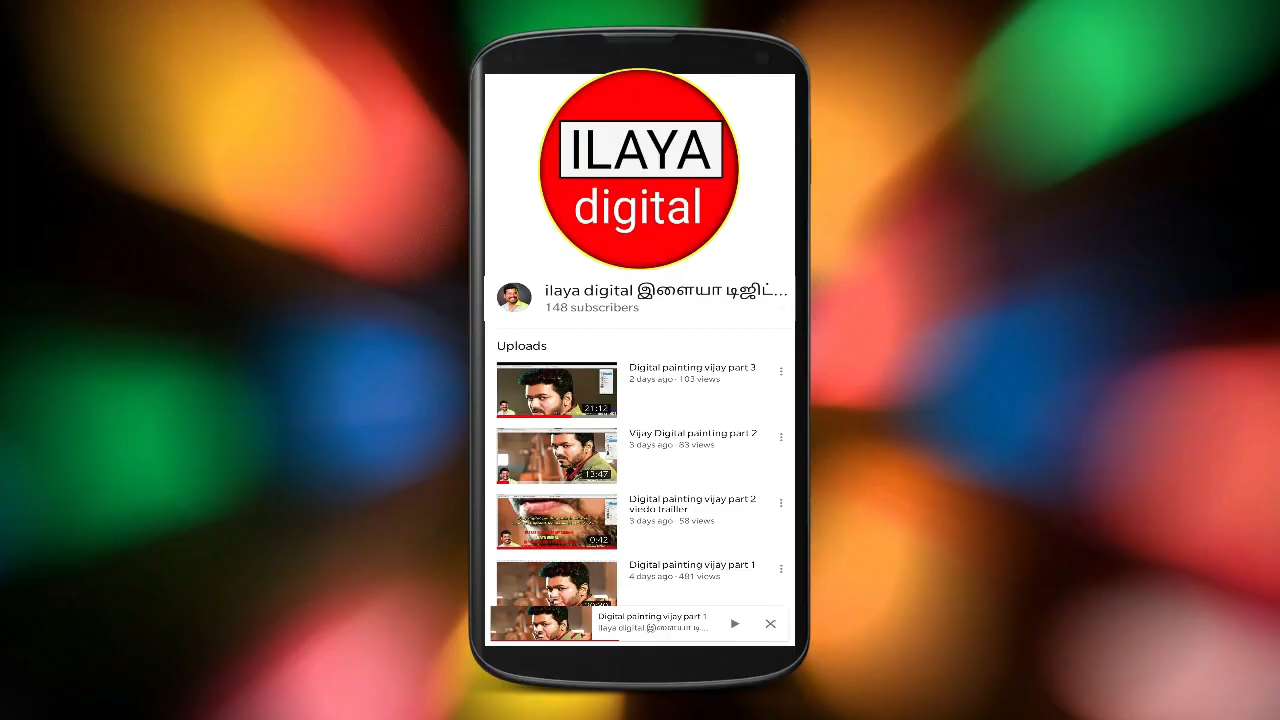 ILAYA
digital
ilaya digital இளையா டிஜிட்...
148 subscribers
Uploads
Digital painting vijay part 3
2 days ago · 103 views
21:12
Vijay Digital painting part 2
3 days ago · 83 views
13:47
Digital painting vijay part 2
viedo trailler
3 days ago · 58 views
0:42
Digital painting vijay part 1
4 days ago · 481 views
Digital painting vijay part 1
ilaya digital இளையா டி...